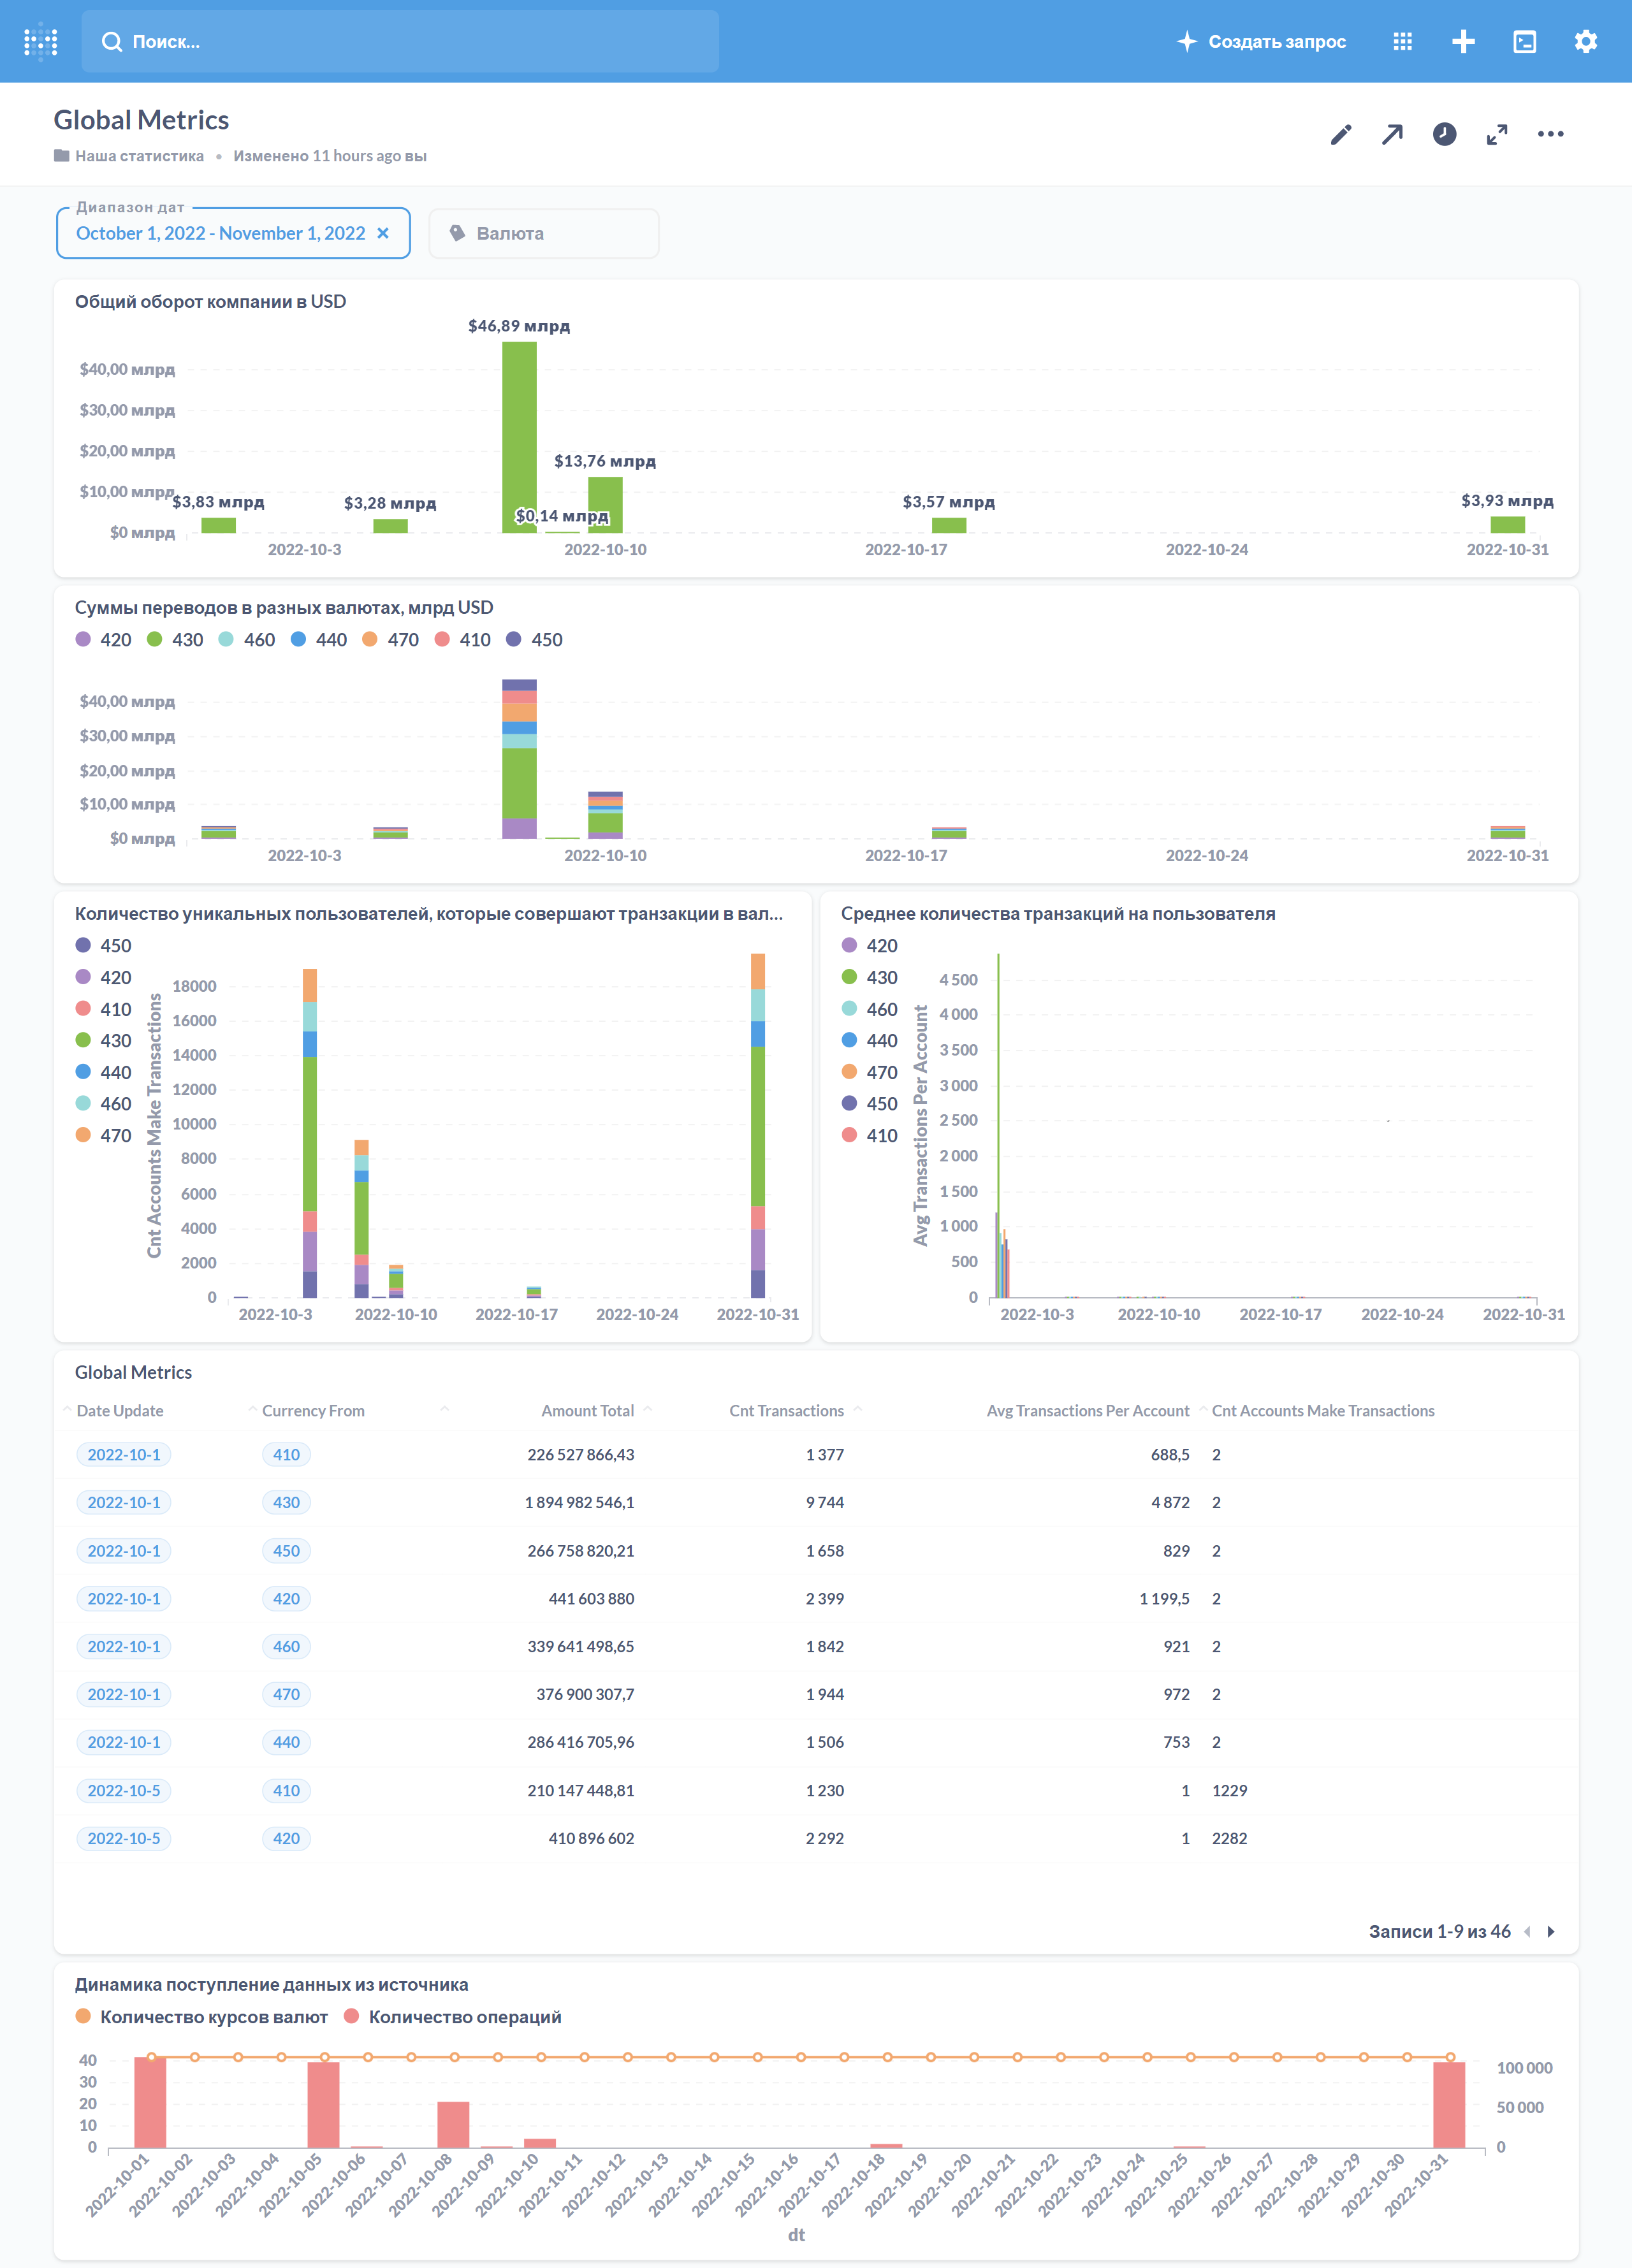 Поиск...
Создать запрос
Global Metrics
Наша статистика • Изменено 11 hours ago вы
Диапазон дат
October 1, 2022 - November 1, 2022
Валюта
Общий оборот компании в USD
$46,89 млрд
$40,00 млрд
$30,00 млрд
$20,00 млрд
$13,76 млрд
$10,00 млрд
$3,83 млрд
$3,28 млрд
$0,14 млрд
$3,57 млрд
$3,93 млрд
$0 млрд
2022-10-3 2022-10-10 2022-10-17 2022-10-24 2022-10-31
Суммы переводов в разных валютах, млрд USD
420 430 460 440 470 410 450
$40,00 млрд
$30,00 млрд
$20,00 млрд
$10,00 млрд
$0 млрд
2022-10-3 2022-10-10 2022-10-17 2022-10-24 2022-10-31
Количество уникальных пользователей, которые совершают транзакции в вал...
450
420
410
430
440
460
470
Cnt Accounts Make Transactions
18000
16000
14000
12000
10000
8000
6000
4000
2000
0
2022-10-3 2022-10-10 2022-10-17 2022-10-24 2022-10-31
Среднее количества транзакций на пользователя
420
430
460
440
470
450
410
Avg Transactions Per Account
4 500
4 000
3 500
3 000
2 500
2 000
1 500
1 000
500
0
2022-10-3 2022-10-10 2022-10-17 2022-10-24 2022-10-31
Global Metrics
Date Update Currency From Amount Total Cnt Transactions Avg Transactions Per Account Cnt Accounts Make Transactions
2022-10-1 410 226 527 866,43 1 377 688,5 2
2022-10-1 430 1 894 982 546,1 9 744 4 872 2
2022-10-1 450 266 758 820,21 1 658 829 2
2022-10-1 420 441 603 880 2 399 1 199,5 2
2022-10-1 460 339 641 498,65 1 842 921 2
2022-10-1 470 376 900 307,7 1 944 972 2
2022-10-1 440 286 416 705,96 1 506 753 2
2022-10-5 410 210 147 448,81 1 230 1 1229
2022-10-5 420 410 896 602 2 292 1 2282
Записи 1-9 из 46
Динамика поступление данных из источника
Количество курсов валют Количество операций
40
30
20
10
0
100 000
50 000
0
2022-10-01 2022-10-02 2022-10-03 2022-10-04 2022-10-05 2022-10-06 2022-10-07 2022-10-08 2022-10-09 2022-10-10 2022-10-11 2022-10-12 2022-10-13 2022-10-14 2022-10-15 2022-10-16 2022-10-17 2022-10-18 2022-10-19 2022-10-20 2022-10-21 2022-10-22 2022-10-23 2022-10-24 2022-10-25 2022-10-26 2022-10-27 2022-10-28 2022-10-29 2022-10-30 2022-10-31
dt